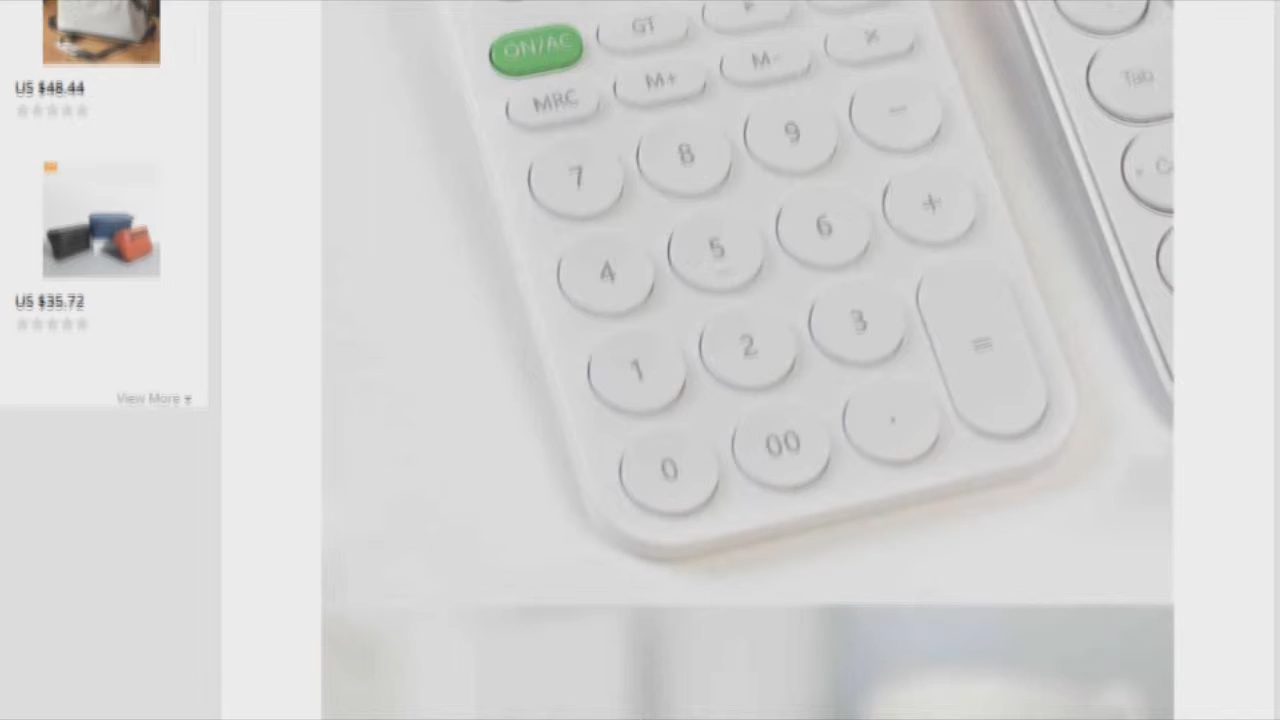 US $48.44
US $35.72
View More
ON/AC GT
MRC M+ M- ×
7 8 9 −
4 5 6 +
1 2 3 =
0 00 .
Tab